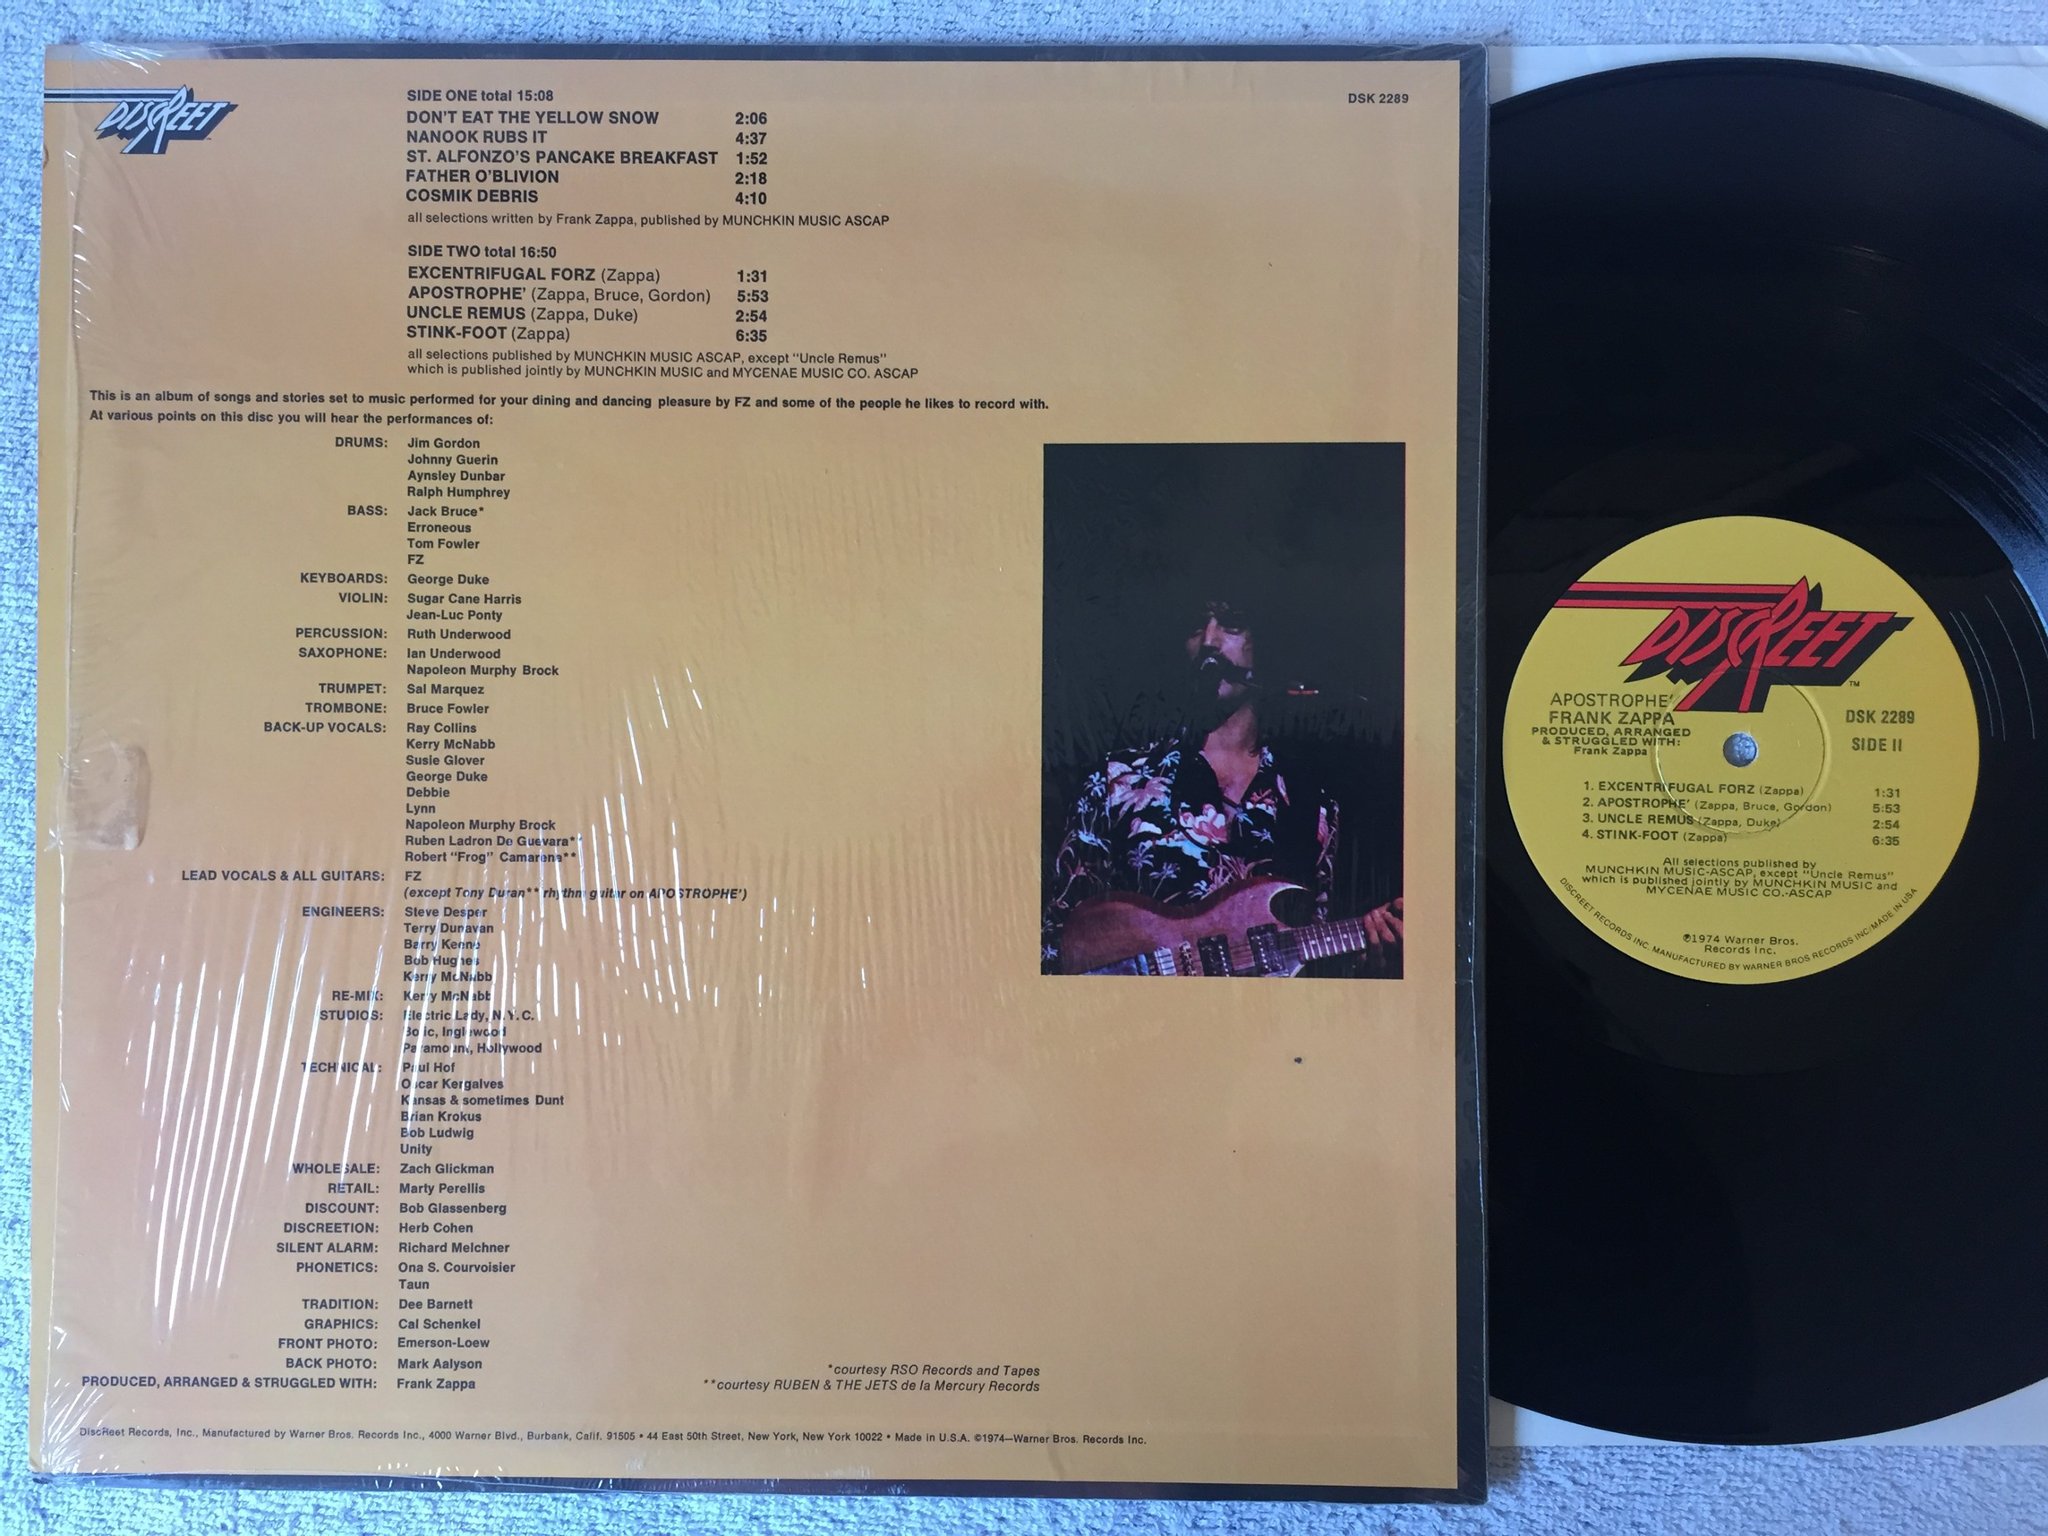 DISCREET
SIDE ONE total 15:08
DON'T EAT THE YELLOW SNOW 2:06
NANOOK RUBS IT 4:37
ST. ALFONZO'S PANCAKE BREAKFAST 1:52
FATHER O'BLIVION 2:18
COSMIK DEBRIS 4:10
all selections written by Frank Zappa, published by MUNCHKIN MUSIC ASCAP
SIDE TWO total 16:50
EXCENTRIFUGAL FORZ (Zappa) 1:31
APOSTROPHE' (Zappa, Bruce, Gordon) 5:53
UNCLE REMUS (Zappa, Duke) 2:54
STINK-FOOT (Zappa) 6:35
all selections published by MUNCHKIN MUSIC ASCAP, except "Uncle Remus"
which is published jointly by MUNCHKIN MUSIC and MYCENAE MUSIC CO. ASCAP
DSK 2289
This is an album of songs and stories set to music performed for your dining and dancing pleasure by FZ and some of the people he likes to record with.
At various points on this disc you will hear the performances of:
DRUMS: Jim Gordon
Johnny Guerin
Aynsley Dunbar
Ralph Humphrey
BASS: Jack Bruce*
Erroneous
Tom Fowler
FZ
KEYBOARDS: George Duke
VIOLIN: Sugar Cane Harris
Jean-Luc Ponty
PERCUSSION: Ruth Underwood
SAXOPHONE: Ian Underwood
Napoleon Murphy Brock
TRUMPET: Sal Marquez
TROMBONE: Bruce Fowler
BACK-UP VOCALS: Ray Collins
Kerry McNabb
Susie Glover
George Duke
Debbie
Lynn
Napoleon Murphy Brock
Ruben Ladron De Guevara**
Robert "Frog" Camarena**
LEAD VOCALS & ALL GUITARS: FZ
(except Tony Duran** rhythm guitar on APOSTROPHE')
ENGINEERS: Steve Desper
Terry Dunavan
Barry Keene
Bob Hughes
Kerry McNabb
RE-MIX: Kerry McNabb
STUDIOS: Electric Lady, N.Y.C.
Bolic, Inglewood
Paramount, Hollywood
TECHNICAL: Paul Hof
Oscar Kergalves
Kansas & sometimes Dunt
Brian Krokus
Bob Ludwig
Unity
WHOLESALE: Zach Glickman
RETAIL: Marty Perellis
DISCOUNT: Bob Glassenberg
DISCREETION: Herb Cohen
SILENT ALARM: Richard Melchner
PHONETICS: Ona S. Courvoisier
Taun
TRADITION: Dee Barnett
GRAPHICS: Cal Schenkel
FRONT PHOTO: Emerson-Loew
BACK PHOTO: Mark Aalyson
PRODUCED, ARRANGED & STRUGGLED WITH: Frank Zappa
*courtesy RSO Records and Tapes
**courtesy RUBEN & THE JETS de la Mercury Records
DiscReet Records, Inc., Manufactured by Warner Bros. Records Inc., 4000 Warner Blvd., Burbank, Calif. 91505 • 44 East 50th Street, New York, New York 10022 • Made in U.S.A. ©1974—Warner Bros. Records Inc.
DISCREET
TM
APOSTROPHE'
FRANK ZAPPA
PRODUCED, ARRANGED
& STRUGGLED WITH:
Frank Zappa
DSK 2289
SIDE II
1. EXCENTRIFUGAL FORZ (Zappa) 1:31
2. APOSTROPHE' (Zappa, Bruce, Gordon) 5:53
3. UNCLE REMUS (Zappa, Duke) 2:54
4. STINK-FOOT (Zappa) 6:35
All selections published by
MUNCHKIN MUSIC-ASCAP, except "Uncle Remus"
which is published jointly by MUNCHKIN MUSIC and
MYCENAE MUSIC CO.-ASCAP
℗1974 Warner Bros.
Records Inc.
DISCREET RECORDS INC. MANUFACTURED BY WARNER BROS RECORDS INC/MADE IN USA